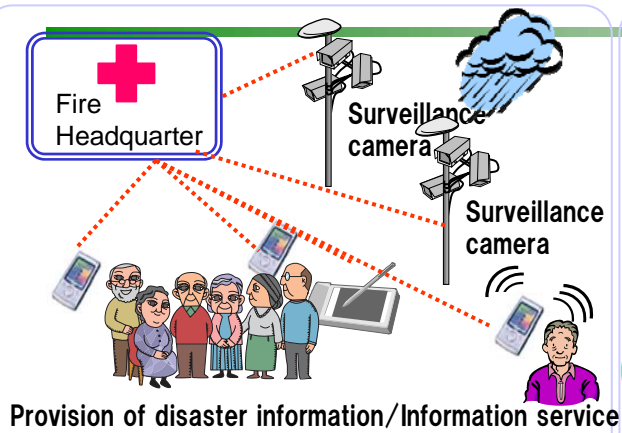 Fire
Headquarter
Surveillance
camera
Surveillance
camera
Provision of disaster information/Information service